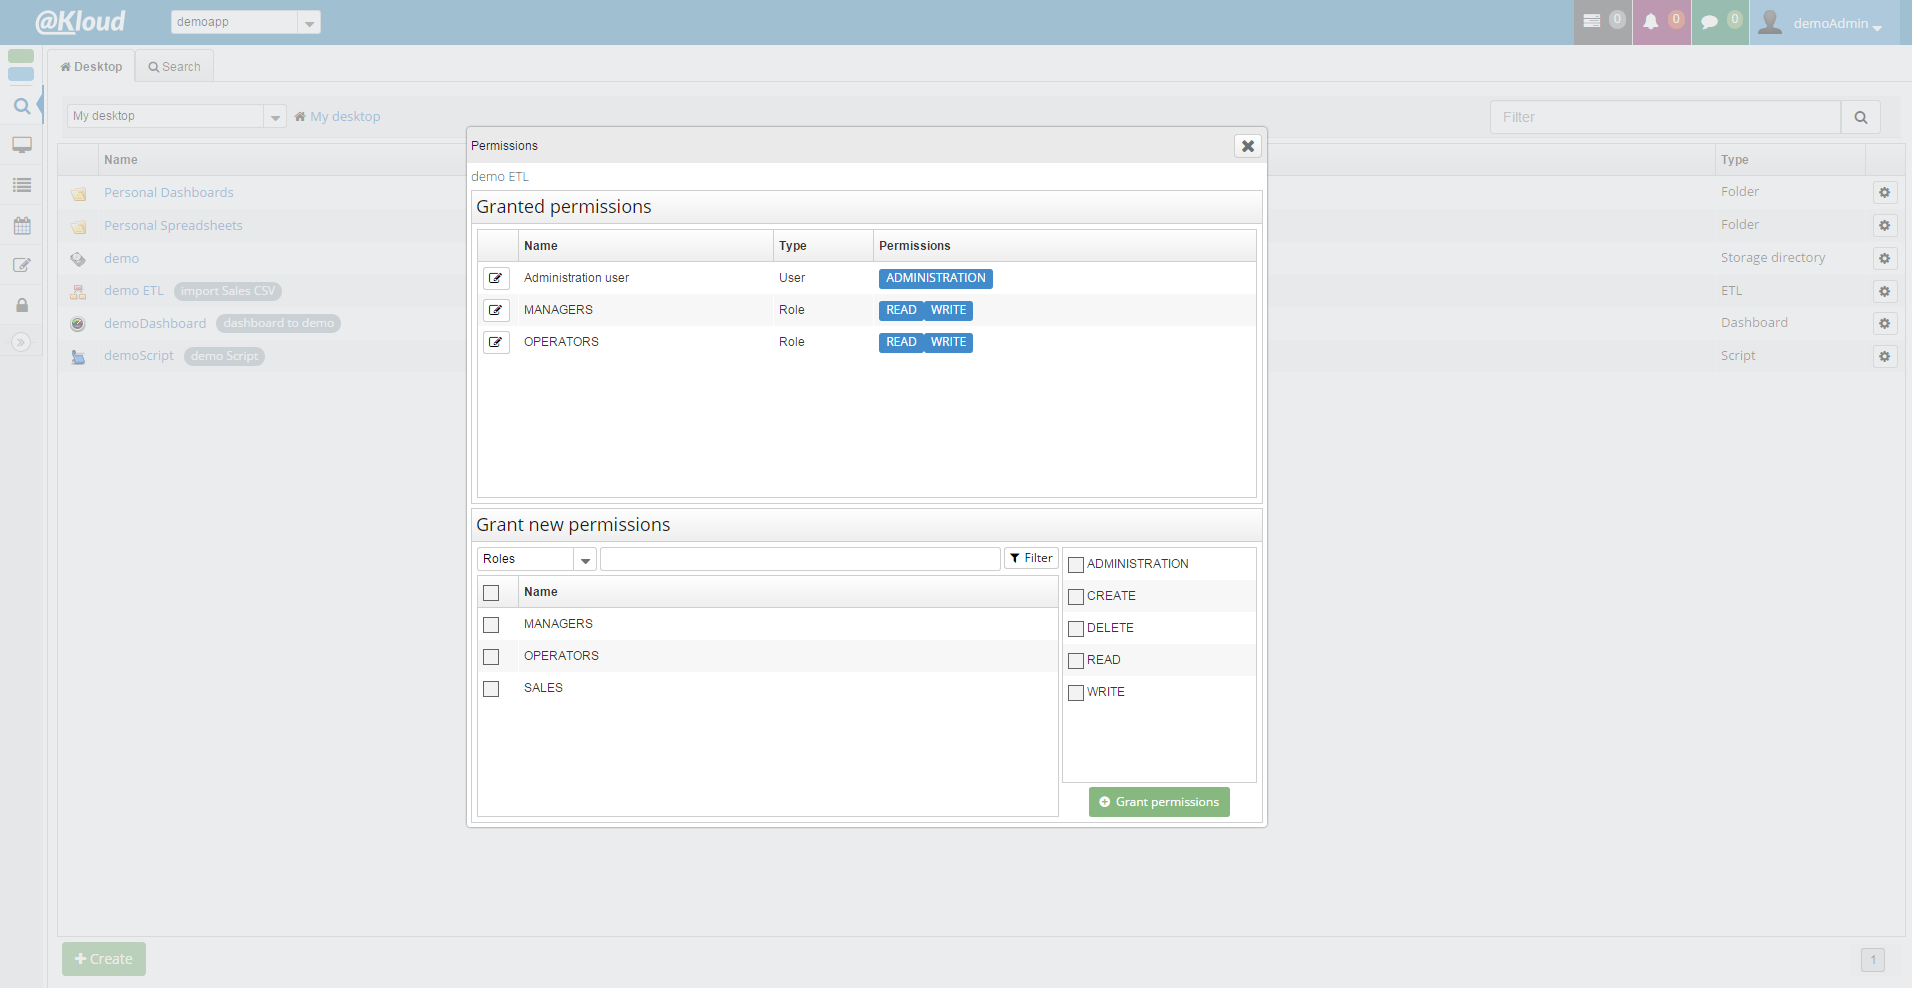 @Kloud
demoapp
0
0
0
demoAdmin
Desktop
Search
My desktop
My desktop
Filter
Name
Type
Personal Dashboards
Folder
Personal Spreadsheets
Folder
demo
Storage directory
demo ETL import Sales CSV
ETL
demoDashboard dashboard to demo
Dashboard
demoScript demo Script
Script
Permissions
demo ETL
Granted permissions
Name Type Permissions
Administration user User ADMINISTRATION
MANAGERS Role READ WRITE
OPERATORS Role READ WRITE
Grant new permissions
Roles
Filter
Name
MANAGERS
OPERATORS
SALES
ADMINISTRATION
CREATE
DELETE
READ
WRITE
Grant permissions
Create
1